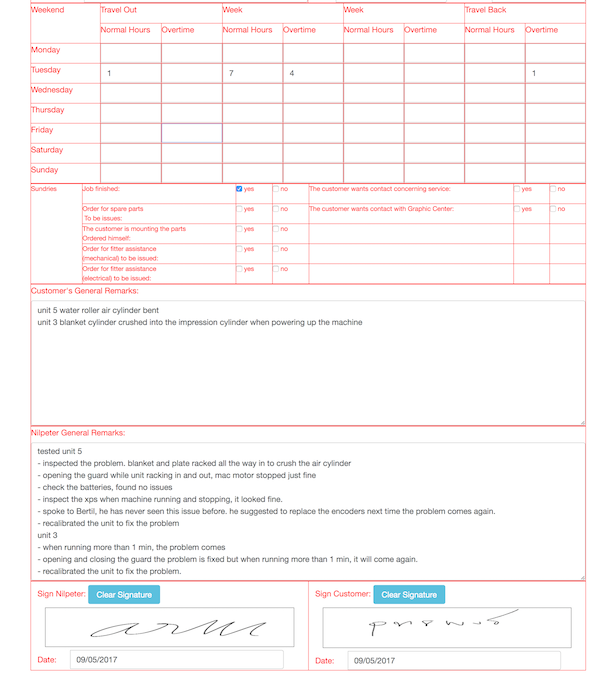 Weekend Travel Out Week Week Travel Back
Normal Hours Overtime Normal Hours Overtime Normal Hours Overtime Normal Hours Overtime
Monday
Tuesday 1 7 4 1
Wednesday
Thursday
Friday
Saturday
Sunday
Sundries Job finished: yes no The customer wants contact concerning service: yes no
Order for spare parts yes no The customer wants contact with Graphic Center: yes no
To be issues:
The customer is mounting the parts yes no
Ordered himself:
Order for fitter assistance yes no
(mechanical) to be issued:
Order for fitter assistance yes no
(electrical) to be issued:
Customer's General Remarks:
unit 5 water roller air cylinder bent
unit 3 blanket cylinder crushed into the impression cylinder when powering up the machine
Nilpeter General Remarks:
tested unit 5
- inspected the problem. blanket and plate racked all the way in to crush the air cylinder
- opening the guard while unit racking in and out, mac motor stopped just fine
- check the batteries, found no issues
- inspect the xps when machine running and stopping, it looked fine.
- spoke to Bertil, he has never seen this issue before. he suggested to replace the encoders next time the problem comes again.
- recalibrated the unit to fix the problem
unit 3
- when running more than 1 min, the problem comes
- opening and closing the guard the problem is fixed but when running more than 1 min, it will come again.
- recalibrated the unit to fix the problem.
Sign Nilpeter: Clear Signature Sign Customer: Clear Signature
Date: 09/05/2017 Date: 09/05/2017